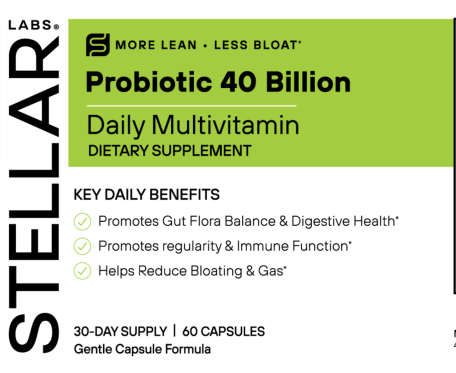 LABS®
STELLAR
MORE LEAN • LESS BLOAT*
Probiotic 40 Billion
Daily Multivitamin
DIETARY SUPPLEMENT
KEY DAILY BENEFITS
Promotes Gut Flora Balance & Digestive Health*
Promotes regularity & Immune Function*
Helps Reduce Bloating & Gas*
30-DAY SUPPLY | 60 CAPSULES
Gentle Capsule Formula